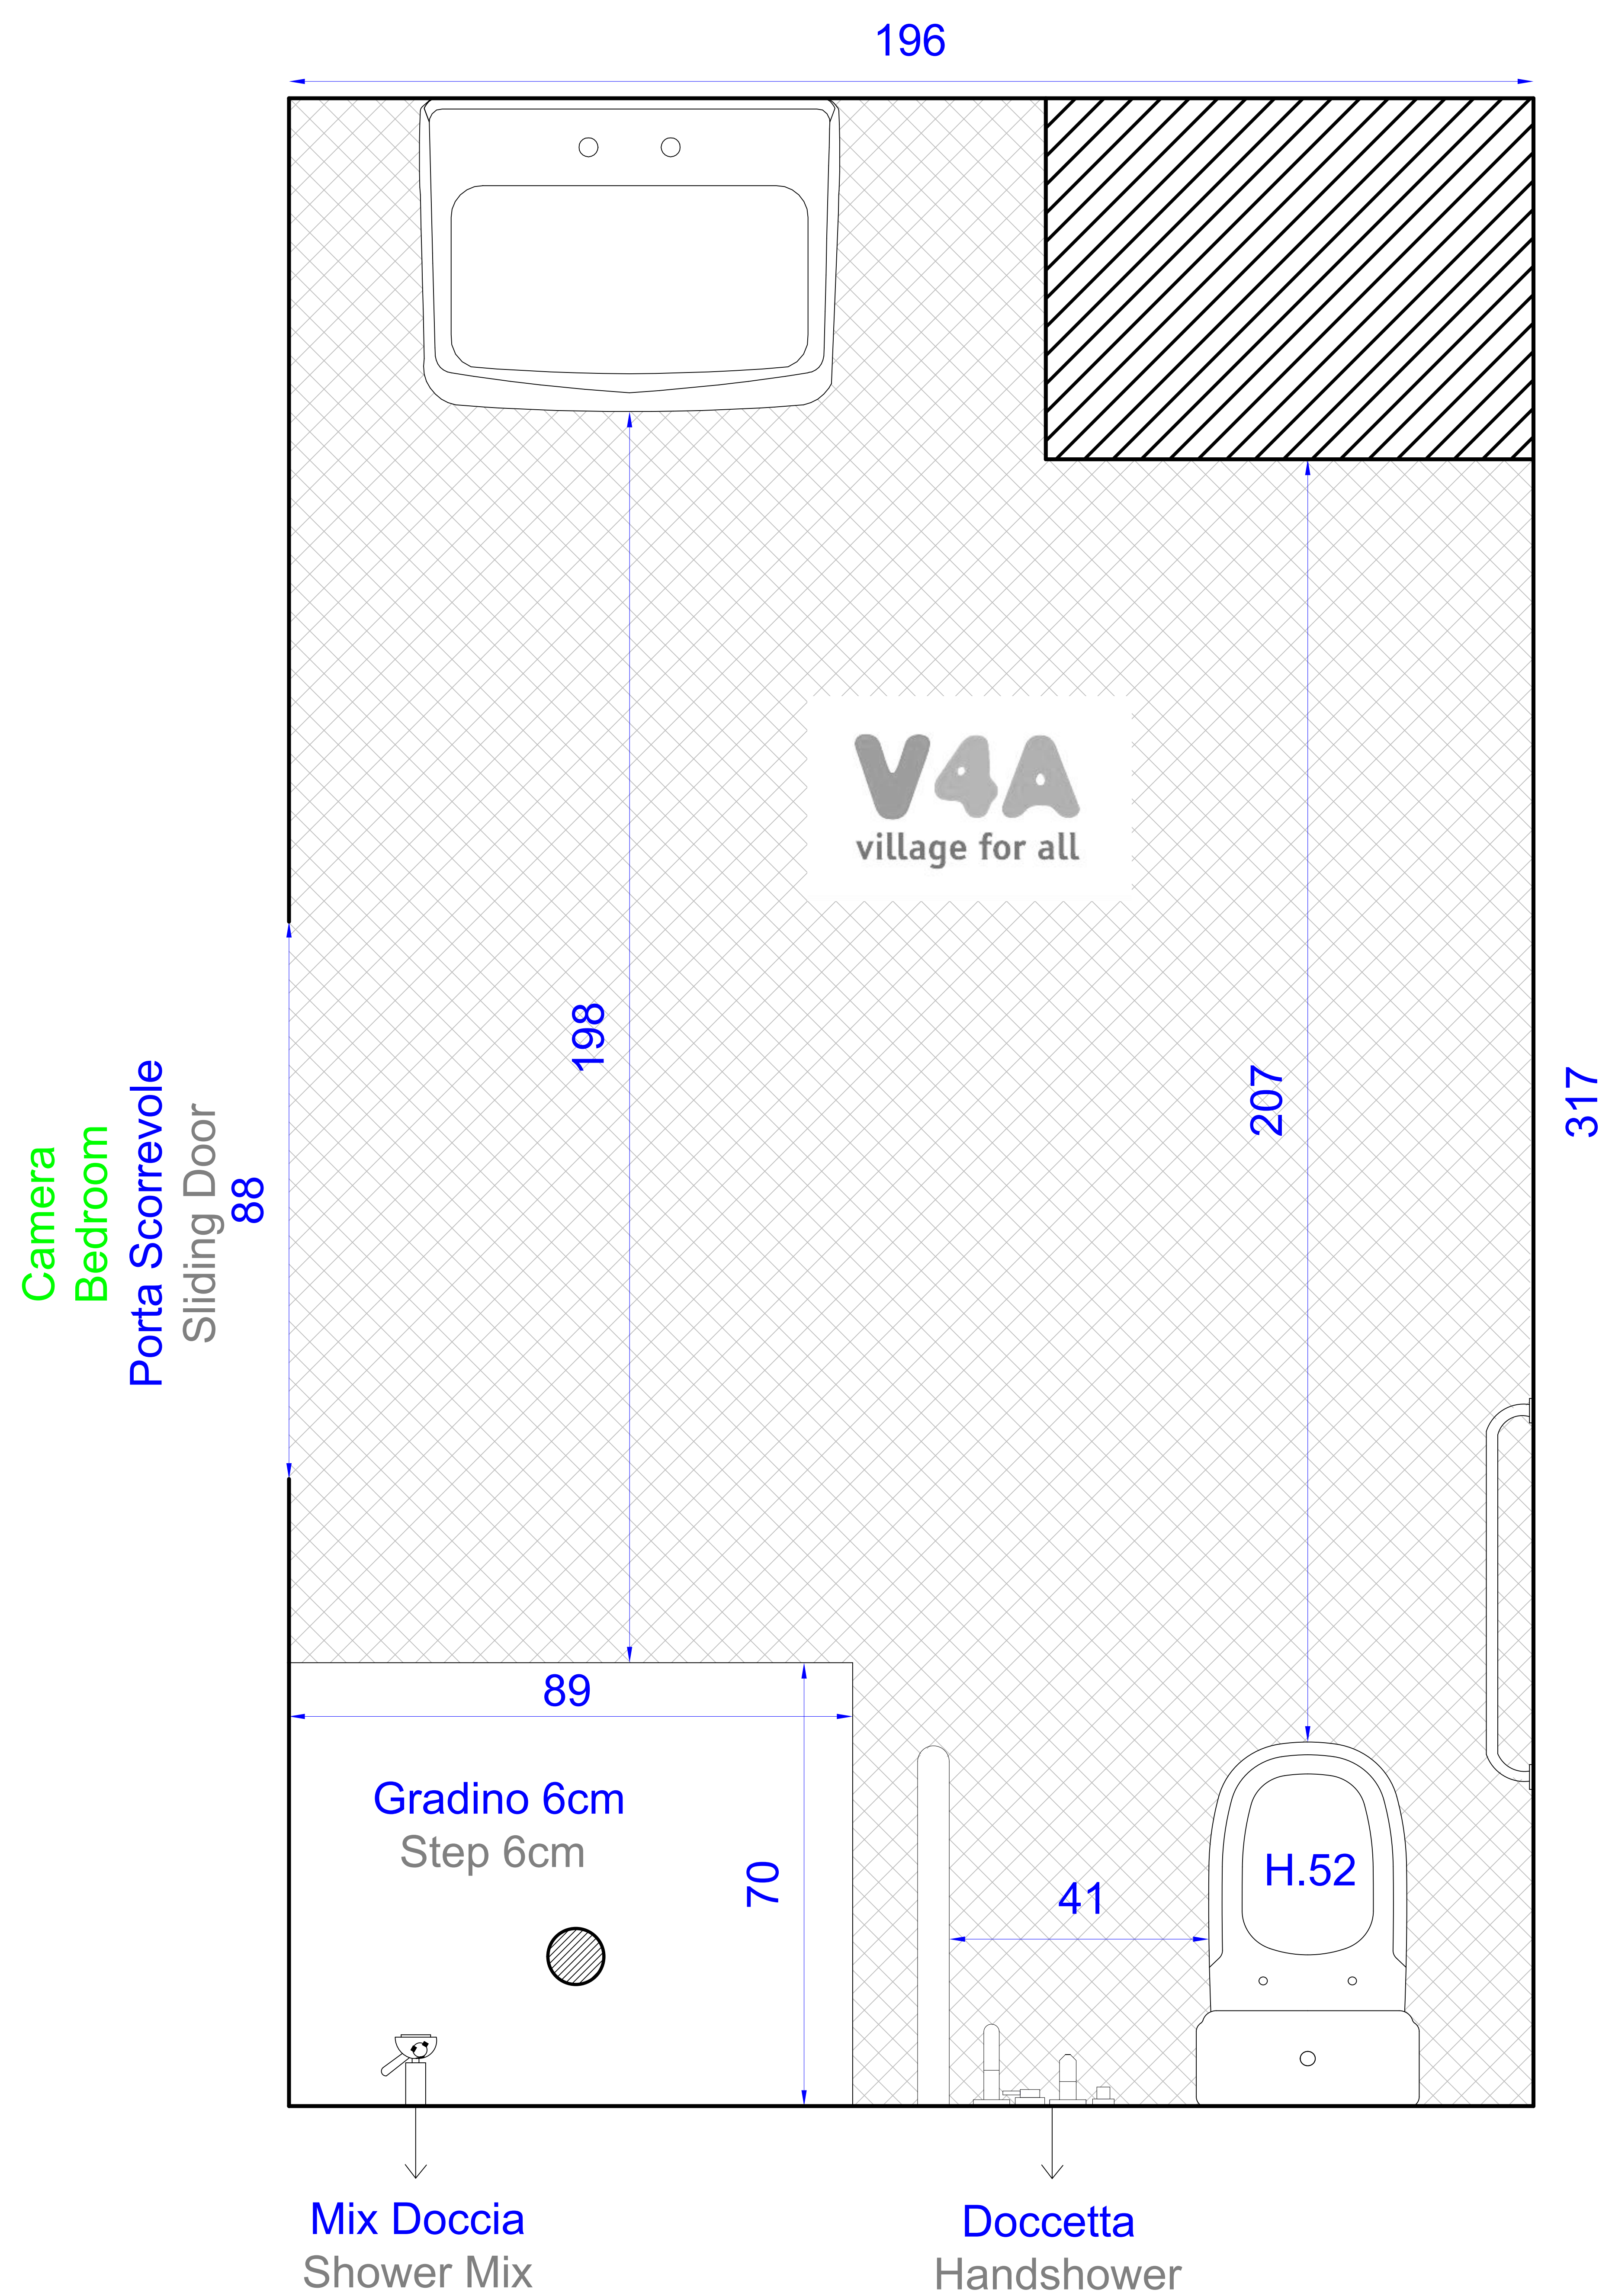 196
V4A
village for all
198
207
317
Camera
Bedroom
Porta Scorrevole
Sliding Door
88
89
Gradino 6cm
Step 6cm
70
41
H.52
Mix Doccia
Shower Mix
Doccetta
Handshower